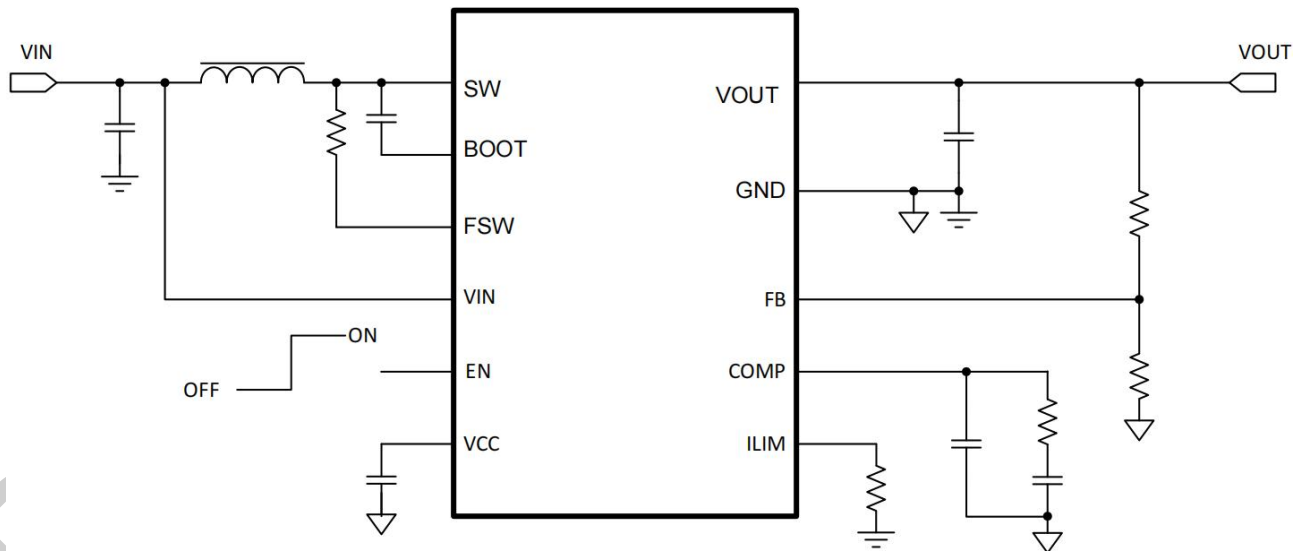 VIN
VOUT
SW
VOUT
BOOT
GND
FSW
VIN
FB
ON
EN
COMP
OFF
VCC
ILIM